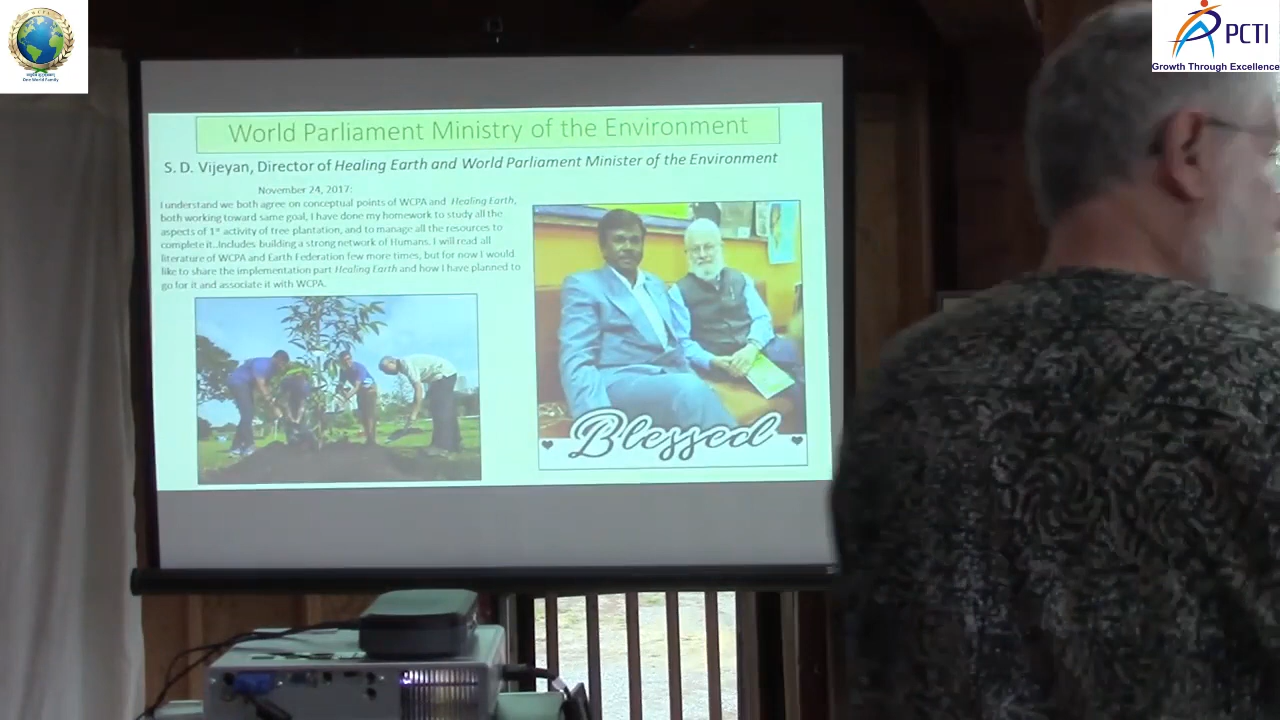 WCPA
One World Family
PCTI
Growth Through Excellence
World Parliament Ministry of the Environment
S. D. Vijeyan, Director of Healing Earth and World Parliament Minister of the Environment
November 24, 2017:
I understand we both agree on conceptual points of WCPA and Healing Earth,
both working toward same goal, I have done my homework to study all the
aspects of 1st activity of tree plantation, and to manage all the resources to
complete it..Includes building a strong network of Humans. I will read all
literature of WCPA and Earth Federation few more times, but for now I would
like to share the implementation part Healing Earth and how I have planned to
go for it and associate it with WCPA.
Blessed